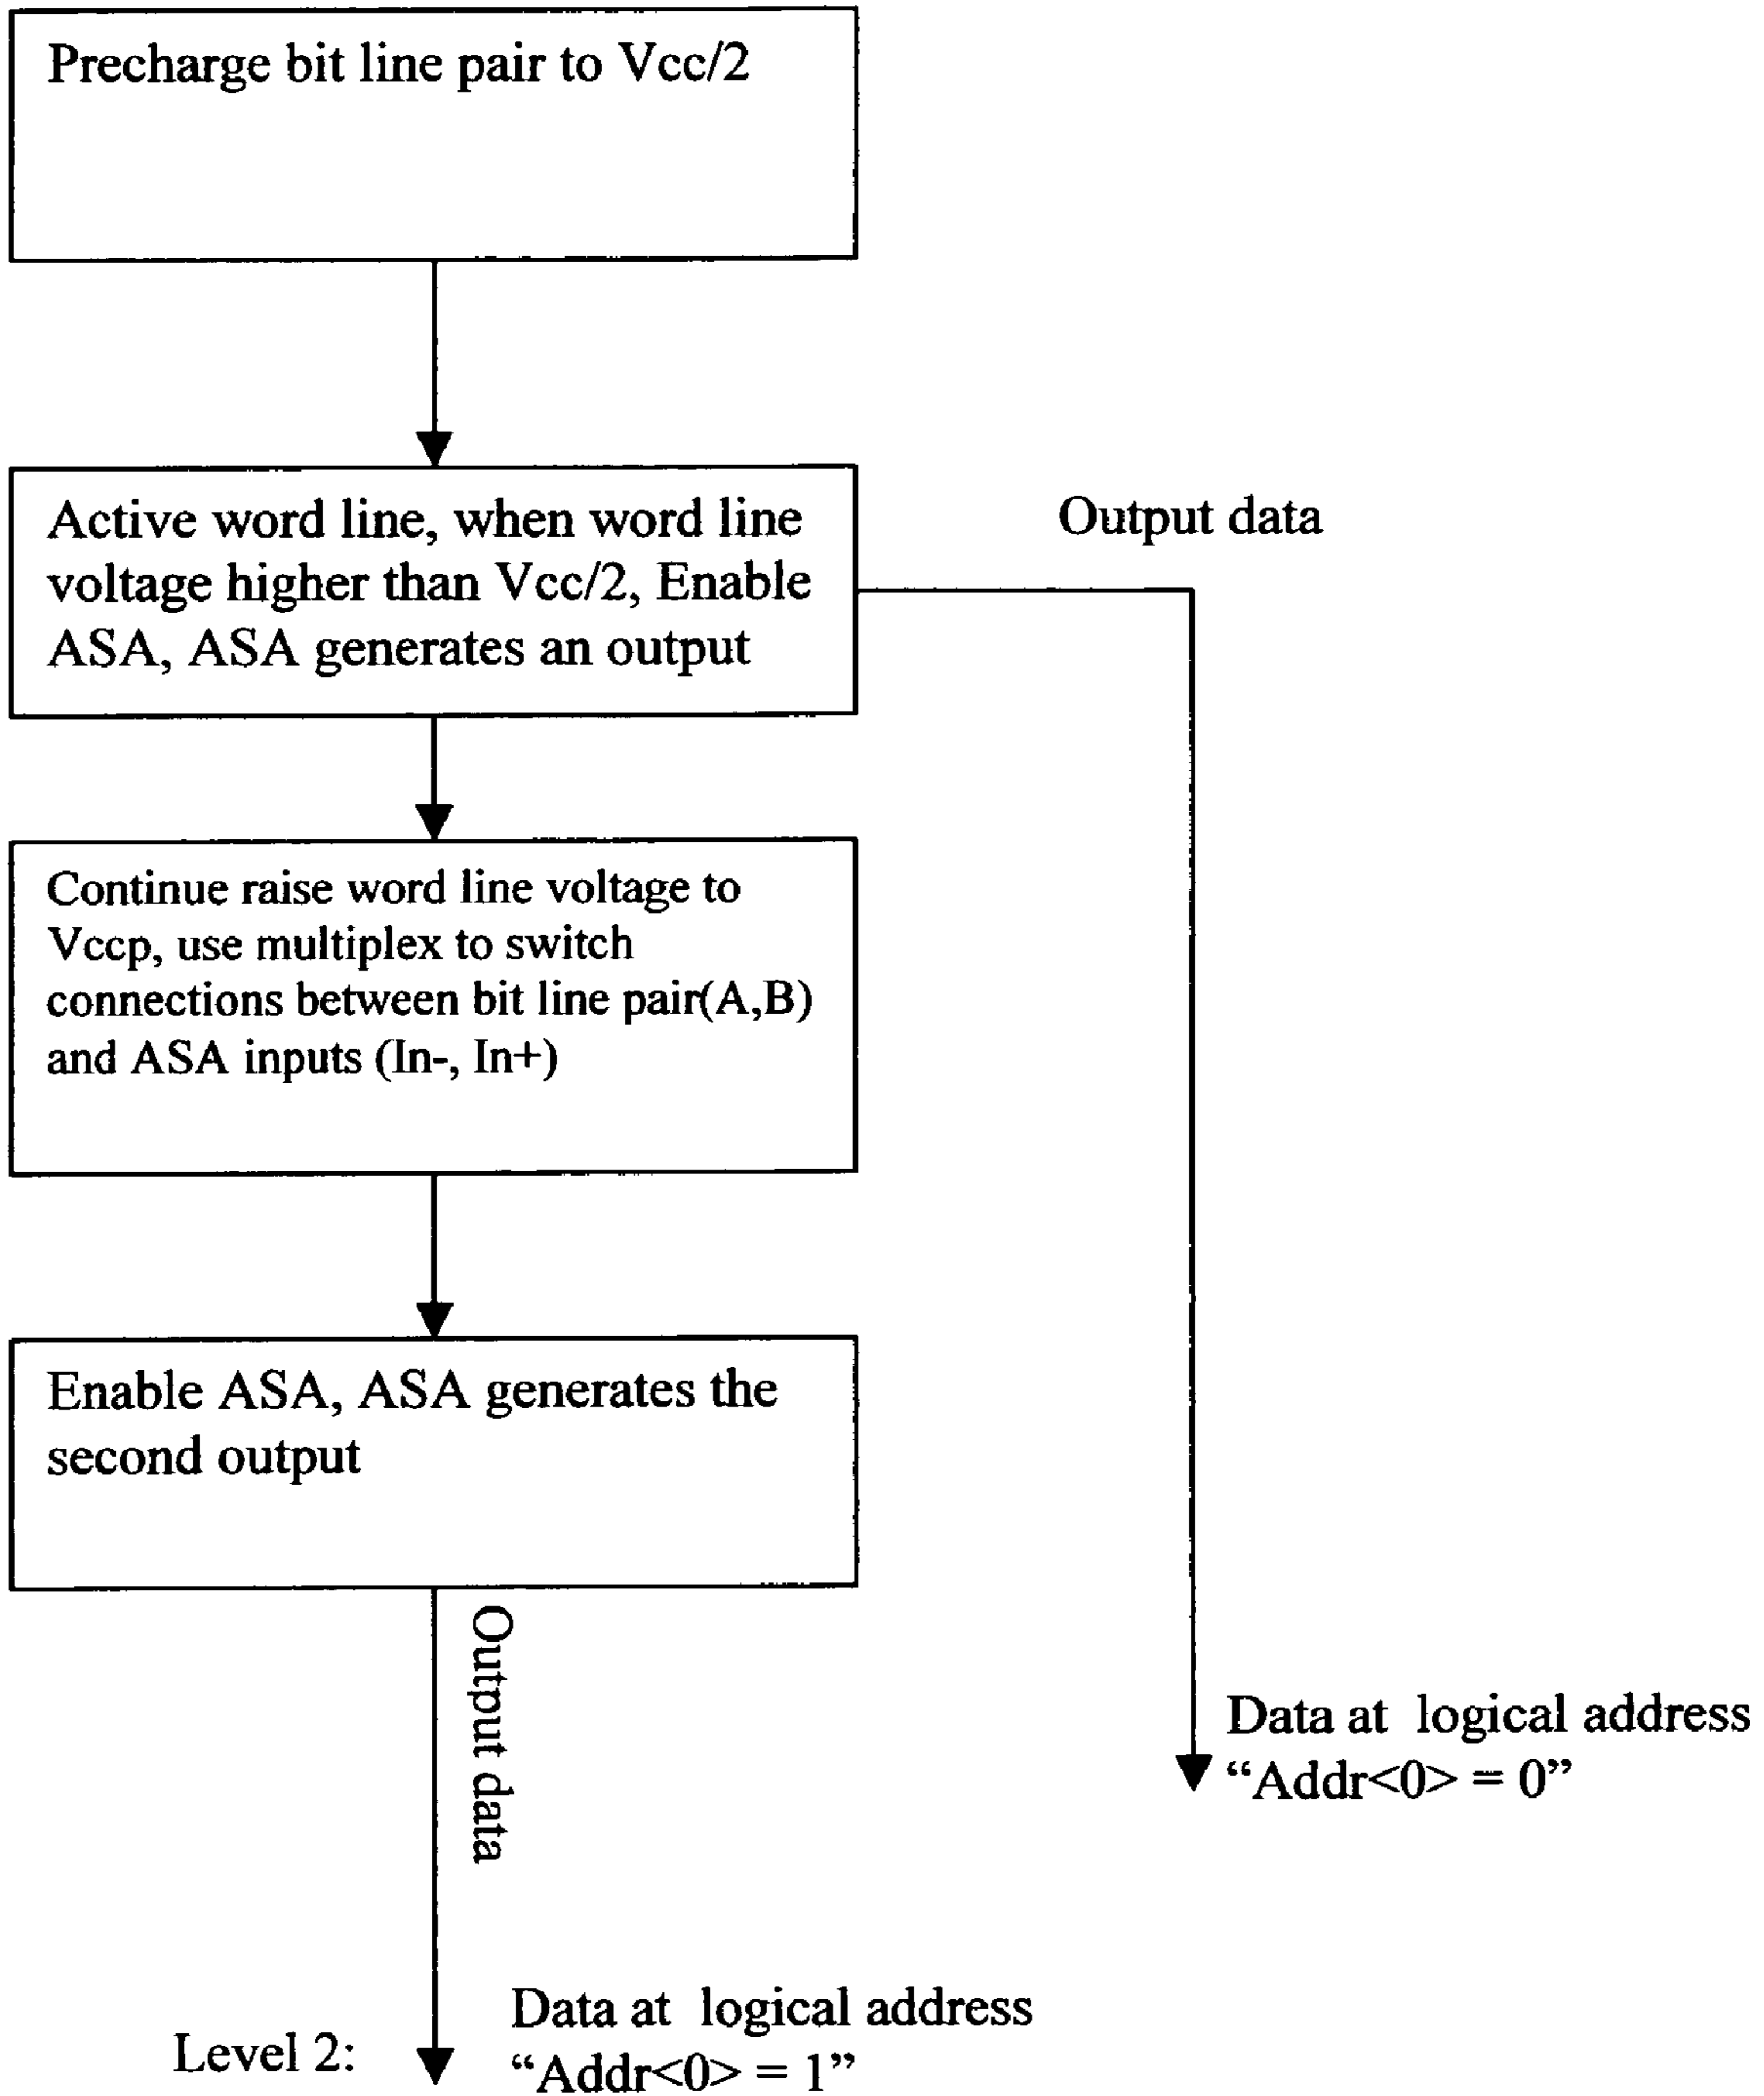 Precharge bit line pair to Vcc/2
Active word line, when word line
voltage higher than Vcc/2, Enable
ASA, ASA generates an output
Output data
Continue raise word line voltage to
Vccp, use multiplex to switch
connections between bit line pair(A,B)
and ASA inputs (In-, In+)
Enable ASA, ASA generates the
second output
Output data
Data at logical address
“Addr<0> = 0”
Level 2:
Data at logical address
“Addr<0> = 1”